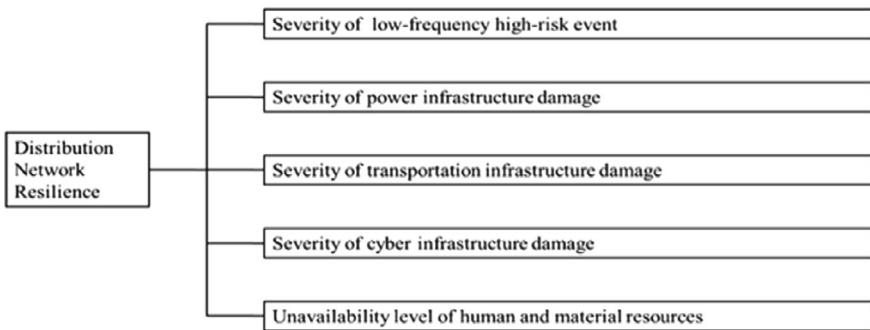 Severity of low-frequency high-risk event
Severity of power infrastructure damage
Distribution
Network
Resilience
Severity of transportation infrastructure damage
Severity of cyber infrastructure damage
Unavailability level of human and material resources